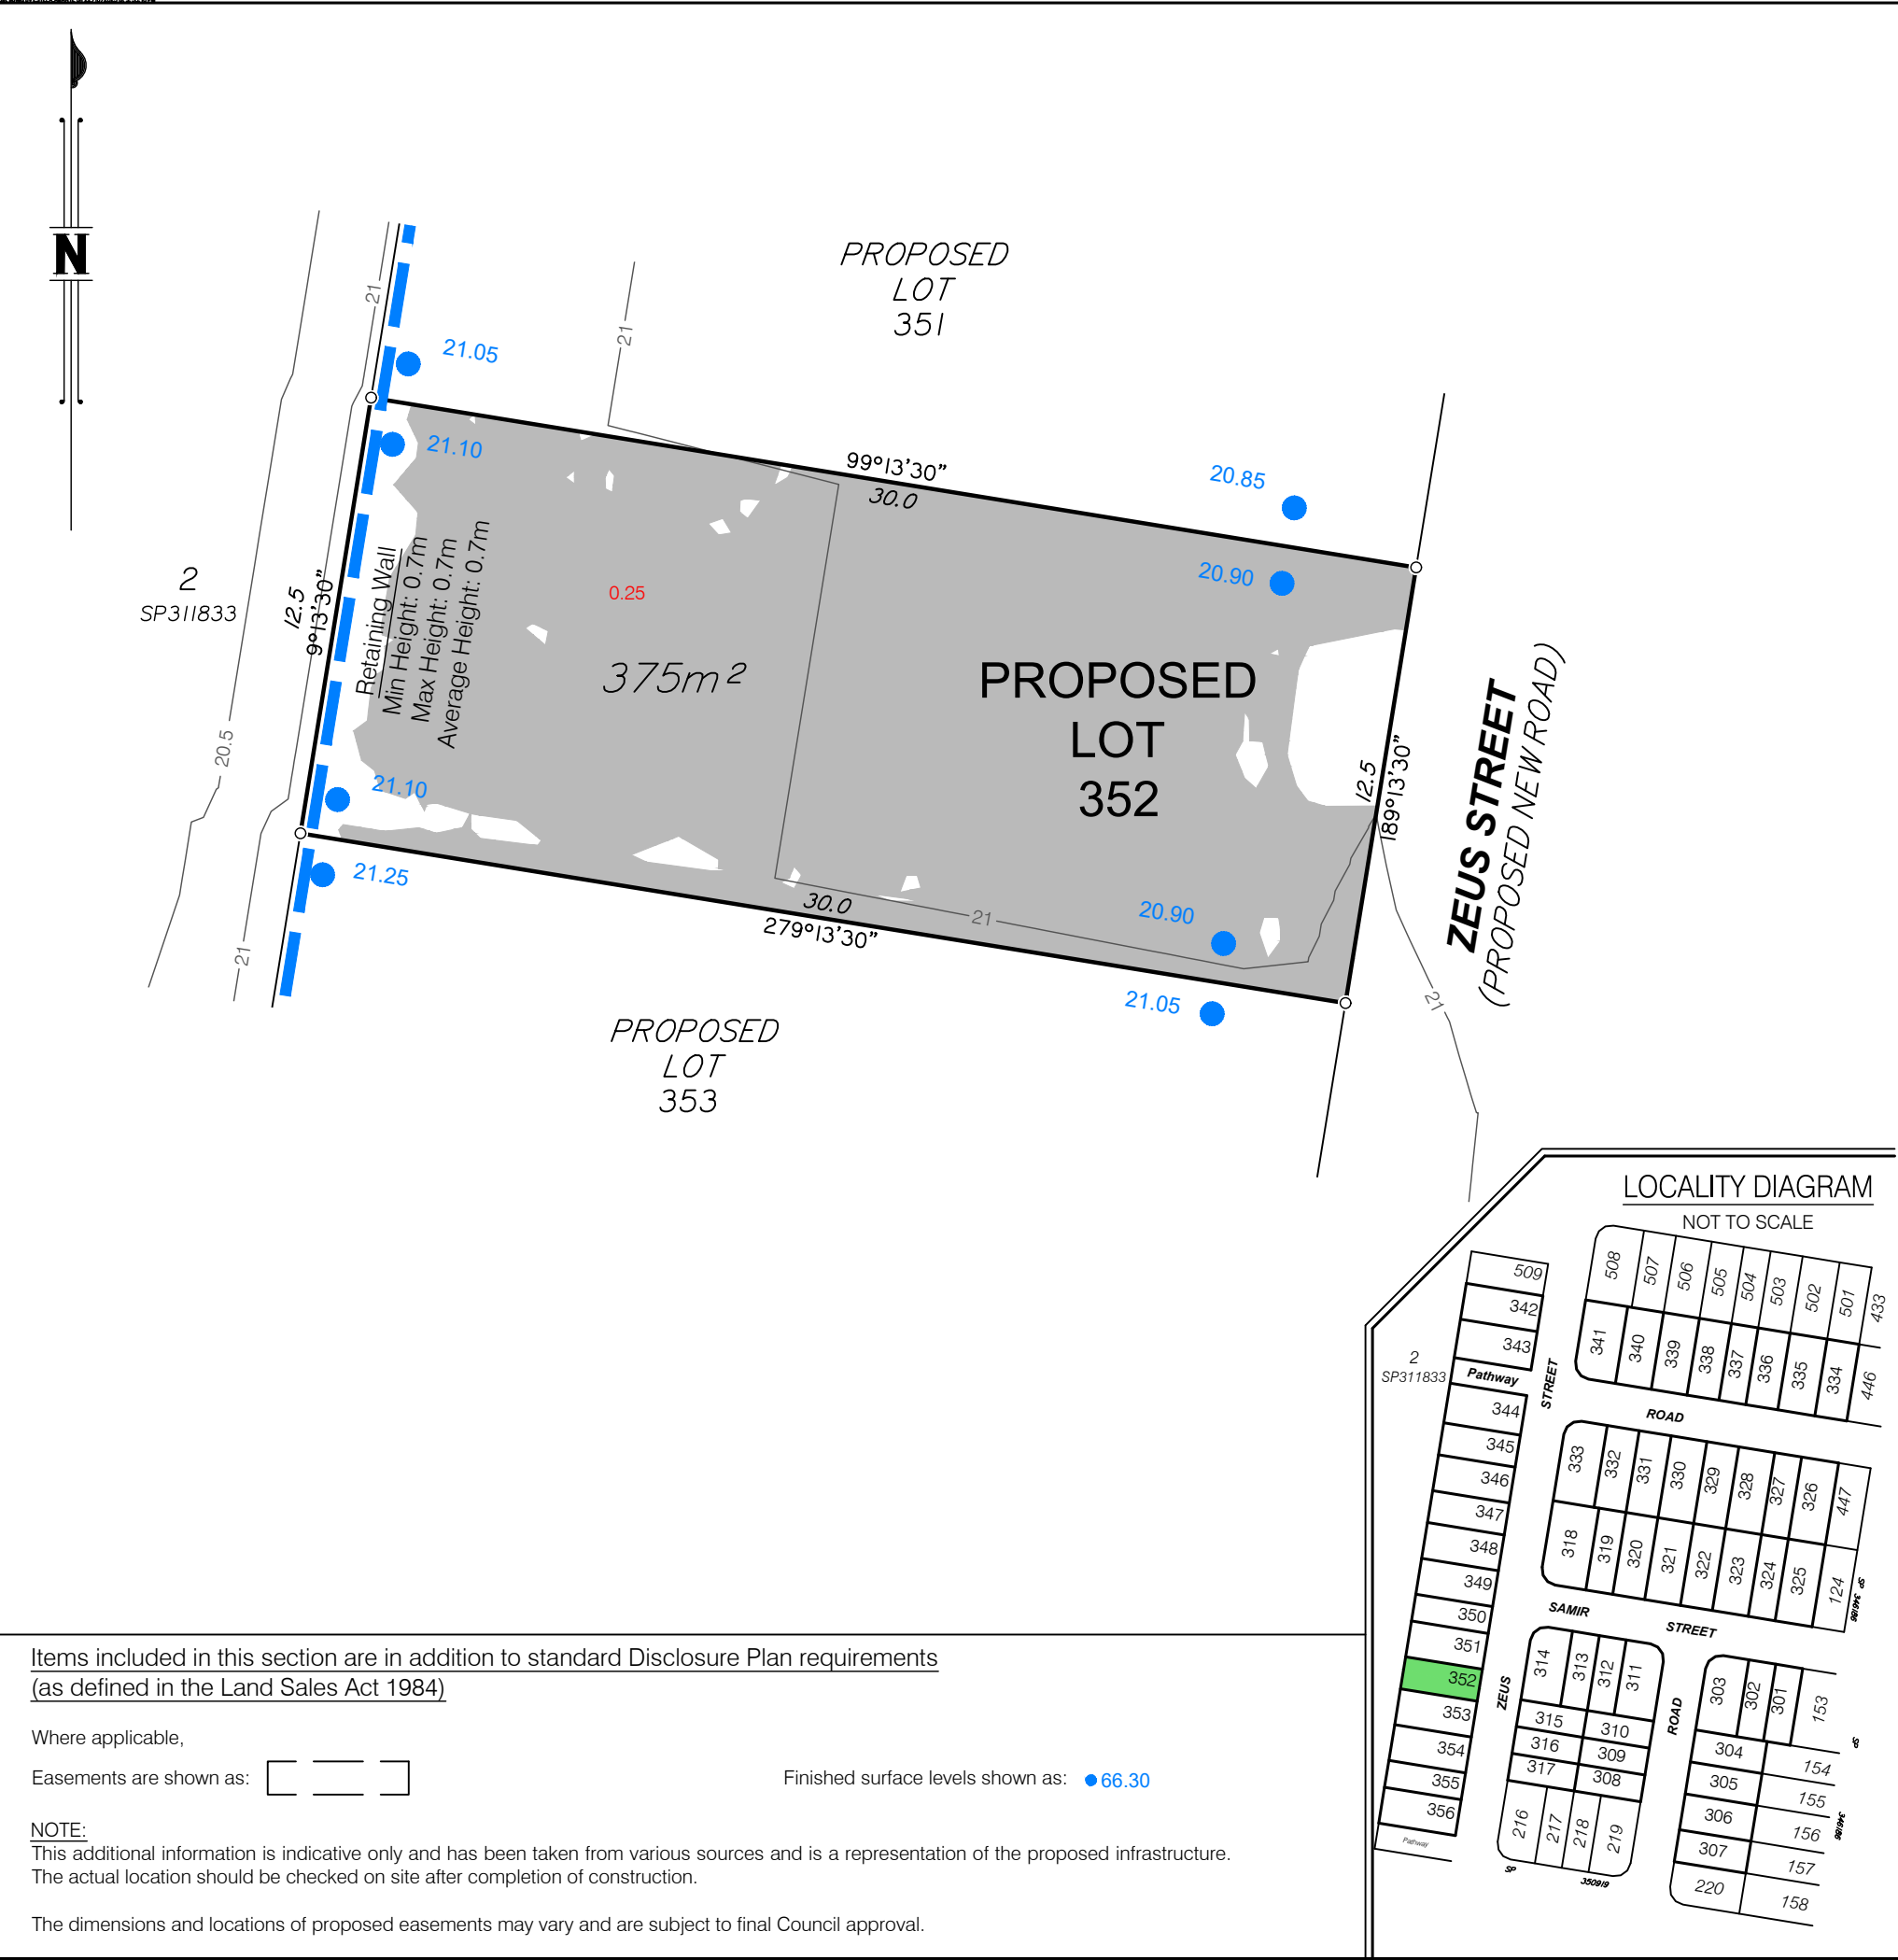 N
PROPOSED
LOT
351
21
21
21.05
21.10
99°13'30"
30.0
20.85
20.90
2
SP311833
12.5
9°13'30"
Retaining Wall
Min Height: 0.7m
Max Height: 0.7m
Average Height: 0.7m
0.25
375m²
PROPOSED
LOT
352
12.5
189°13'30"
ZEUS STREET
(PROPOSED NEW ROAD)
20.5
21.10
21.25
21
30.0
279°13'30"
21
20.90
21.05
21
PROPOSED
LOT
353
LOCALITY DIAGRAM
NOT TO SCALE
509
342
343
Pathway
344
345
346
347
348
349
350
351
352
353
354
355
356
Pathway
2
SP311833
STREET
ZEUS
508 507 506 505 504 503 502 501 433
341 340 339 338 337 336 335 334 446
ROAD
333 332 331 330 329 328 327 326 447
318 319 320 321 322 323 324 325 124
SP 346186
SAMIR STREET
314 313 312 311
315 310
316 309
317 308
216 217 218 219
SP 350919
ROAD
303 302 301 153
SP 346186
304 154
305 155
306 156
307 157
220 158
Items included in this section are in addition to standard Disclosure Plan requirements
(as defined in the Land Sales Act 1984)
Where applicable,
Easements are shown as:
Finished surface levels shown as: 66.30
NOTE:
This additional information is indicative only and has been taken from various sources and is a representation of the proposed infrastructure.
The actual location should be checked on site after completion of construction.
The dimensions and locations of proposed easements may vary and are subject to final Council approval.